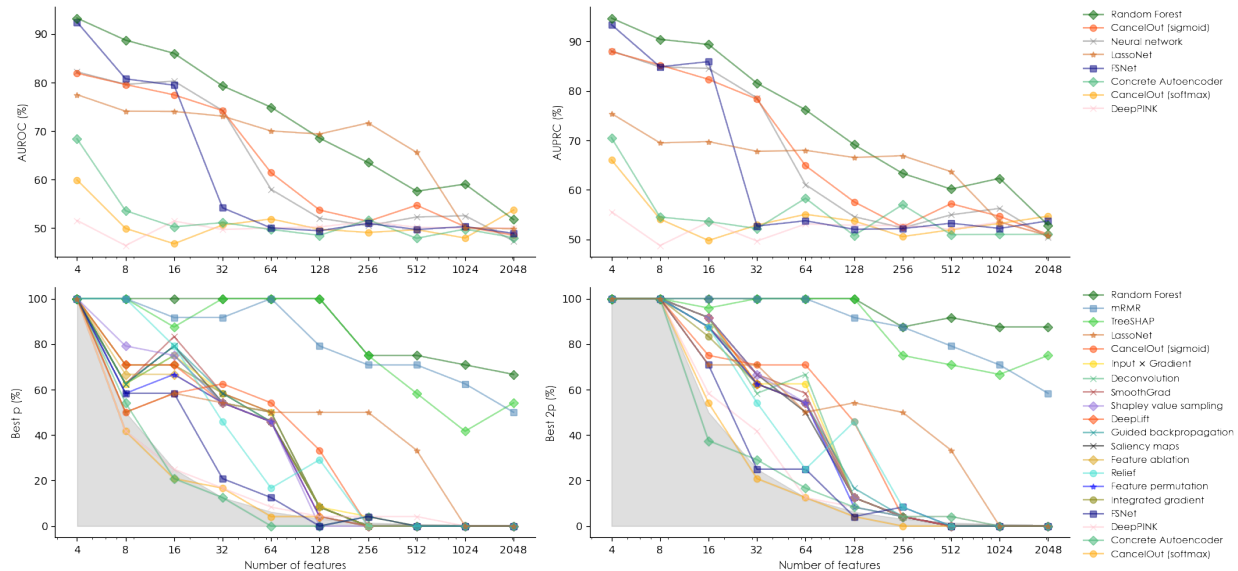 90
80
70
60
50
AUROC (%)
4 8 16 32 64 128 256 512 1024 2048
90
80
70
60
50
AUPRC (%)
4 8 16 32 64 128 256 512 1024 2048
Random Forest
CancelOut (sigmoid)
Neural network
LassoNet
FSNet
Concrete Autoencoder
CancelOut (softmax)
DeepPINK
100
80
60
40
20
0
Best p (%)
4 8 16 32 64 128 256 512 1024 2048
Number of features
100
80
60
40
20
0
Best 2p (%)
4 8 16 32 64 128 256 512 1024 2048
Number of features
Random Forest
mRMR
TreeSHAP
LassoNet
CancelOut (sigmoid)
Input × Gradient
Deconvolution
SmoothGrad
Shapley value sampling
DeepLift
Guided backpropagation
Saliency maps
Feature ablation
Relief
Feature permutation
Integrated gradient
FSNet
DeepPINK
Concrete Autoencoder
CancelOut (softmax)